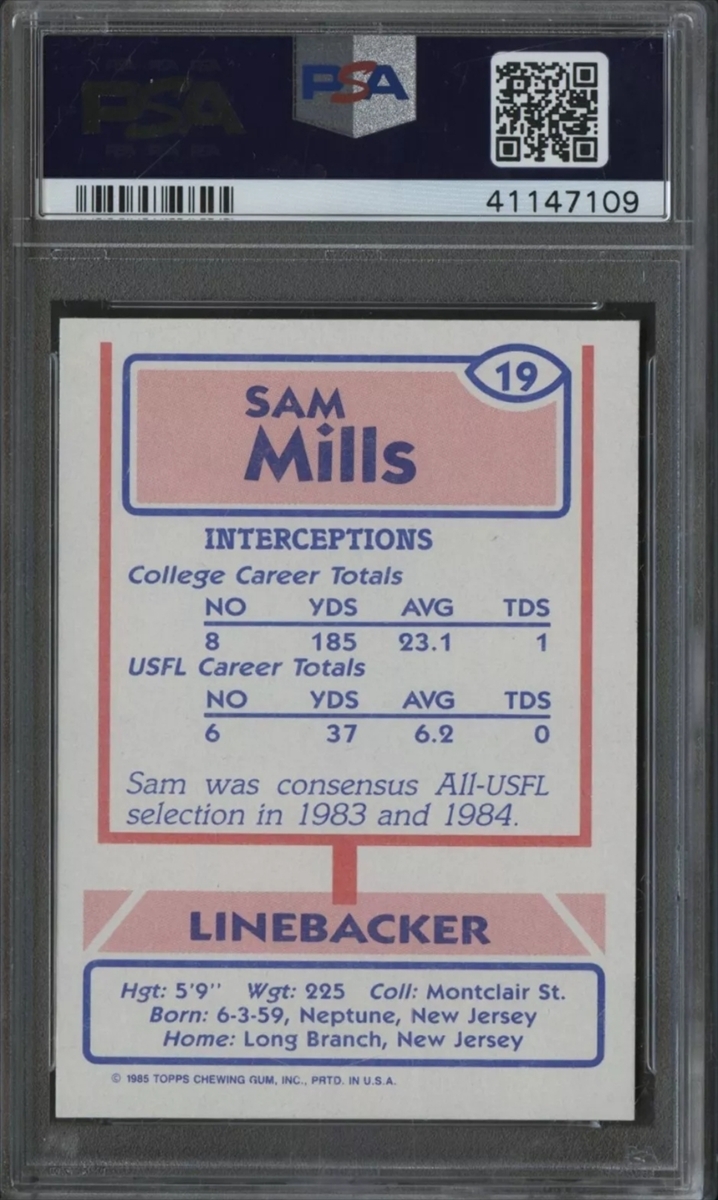 PSA
PSA
41147109
19
SAM
Mills
INTERCEPTIONS
College Career Totals
NO YDS AVG TDS
8 185 23.1 1
USFL Career Totals
NO YDS AVG TDS
6 37 6.2 0
Sam was consensus All-USFL
selection in 1983 and 1984.
LINEBACKER
Hgt: 5'9'' Wgt: 225 Coll: Montclair St.
Born: 6-3-59, Neptune, New Jersey
Home: Long Branch, New Jersey
© 1985 TOPPS CHEWING GUM, INC., PRTD. IN U.S.A.